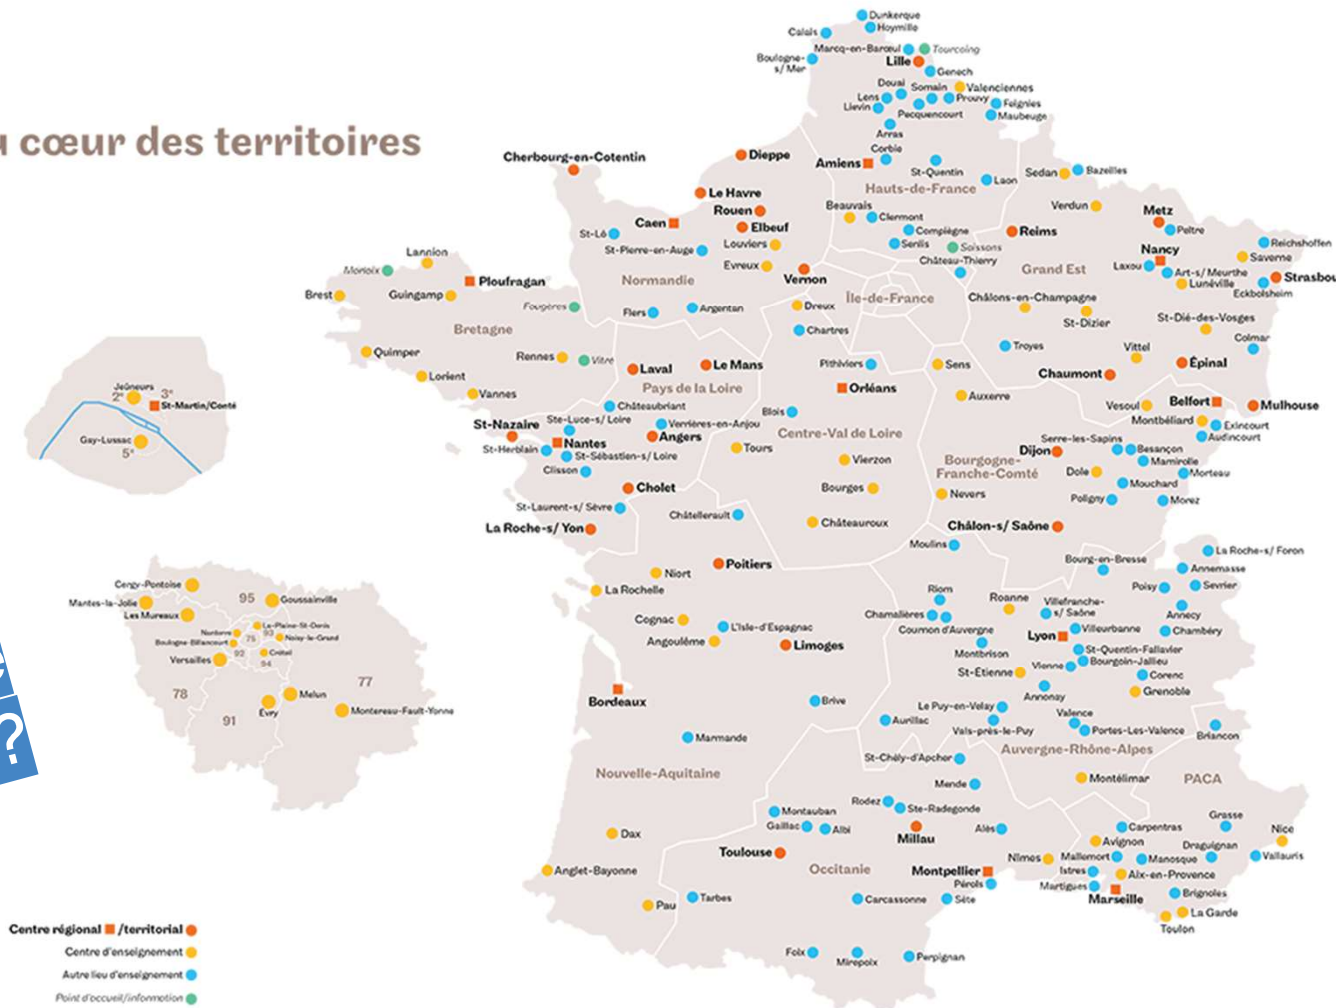 u cœur des territoires
Dunkerque
Hoymille
Calais
Marcq-en-Barœul
Tourcoing
Boulogne-
s/ Mer
Lille
Genech
Douai
Somain
Valenciennes
Lens
Prouvy
Feignies
Lievin
Pecquencourt
Maubeuge
Arras
Corbie
Cherbourg-en-Cotentin
Dieppe
Amiens
St-Quentin
Laon
Sedan
Bazeilles
Hauts-de-France
Le Havre
Rouen
Beauvais
Clermont
Verdun
Metz
Caen
Elbeuf
Compiègne
Reims
Peltre
St-Lô
Louviers
Senlis
Soissons
Nancy
Reichshoffen
St-Pierre-en-Auge
Château-Thierry
Saverne
Lannion
Evreux
Laxou
Art-s/ Meurthe
Morlaix
Ploufragan
Normandie
Vernon
Grand Est
Lunéville
Strasbou
Brest
Guingamp
Île-de-France
Châlons-en-Champagne
Eckbolsheim
Fougères
Flers
Argentan
Dreux
St-Dizier
St-Dié-des-Vosges
Bretagne
Chartres
Colmar
Quimper
Rennes
Vitré
Troyes
Vittel
Laval
Le Mans
Pithiviers
Sens
Épinal
Lorient
Chaumont
Pays de la Loire
Orléans
Vannes
Auxerre
Vesoul
Belfort
Mulhouse
Châteaubriant
Blois
Montbéliard
Exincourt
St-Nazaire
Ste-Luce-s/ Loire
Verrières-en-Anjou
Centre-Val de Loire
Audincourt
Nantes
Angers
Serre-les-Sapins
Besançon
St-Herblain
St-Sébastien-s/ Loire
Tours
Dijon
Mamirolle
Clisson
Vierzon
Bourgogne-
Franche-Comté
Dole
Morteau
Mouchard
Cholet
Bourges
Nevers
Poligny
Morez
St-Laurent-s/ Sèvre
Châtellerault
Châteauroux
La Roche-s/ Yon
Châlon-s/ Saône
Moulins
La Roche-s/ Foron
Poitiers
Bourg-en-Bresse
Annemasse
Niort
La Rochelle
Riom
Roanne
Villefranche-
s/ Saône
Poisy
Sevrier
Annecy
Cognac
L'Isle-d'Espagnac
Chamalières
Cournon d'Auvergne
Villeurbanne
Chambéry
Angoulême
Limoges
Lyon
St-Quentin-Fallavier
Montbrison
Vienne
Bourgoin-Jallieu
St-Étienne
Corenc
Grenoble
Bordeaux
Brive
Annonay
Le Puy-en-Velay
Valence
Aurillac
Vals-près-le-Puy
Portes-Les-Valence
Briançon
Marmande
Auvergne-Rhône-Alpes
St-Chély-d'Apcher
Nouvelle-Aquitaine
Mende
Montélimar
PACA
Montauban
Rodez
Ste-Radegonde
Grasse
Gaillac
Albi
Alès
Carpentras
Nice
Dax
Millau
Avignon
Draguignan
Toulouse
Nîmes
Mallemort
Manosque
Vallauris
Anglet-Bayonne
Occitanie
Montpellier
Istres
Aix-en-Provence
Pérols
Martigues
Brignoles
Pau
Tarbes
Carcassonne
Sète
Marseille
La Garde
Toulon
Foix
Mirepoix
Perpignan
Jeûneurs
2e
3e
St-Martin/Conté
Gay-Lussac
5e
Cergy-Pontoise
95
Goussainville
Mantes-la-Jolie
Les Mureaux
La-Plaine-St-Denis
Nanterre
75
93
Noisy-le-Grand
Boulogne-Billancourt
92
Créteil
Versailles
94
78
77
Melun
91
Évry
Montereau-Fault-Yonne
?
Centre régional /territorial
Centre d'enseignement
Autre lieu d'enseignement
Point d'accueil/information